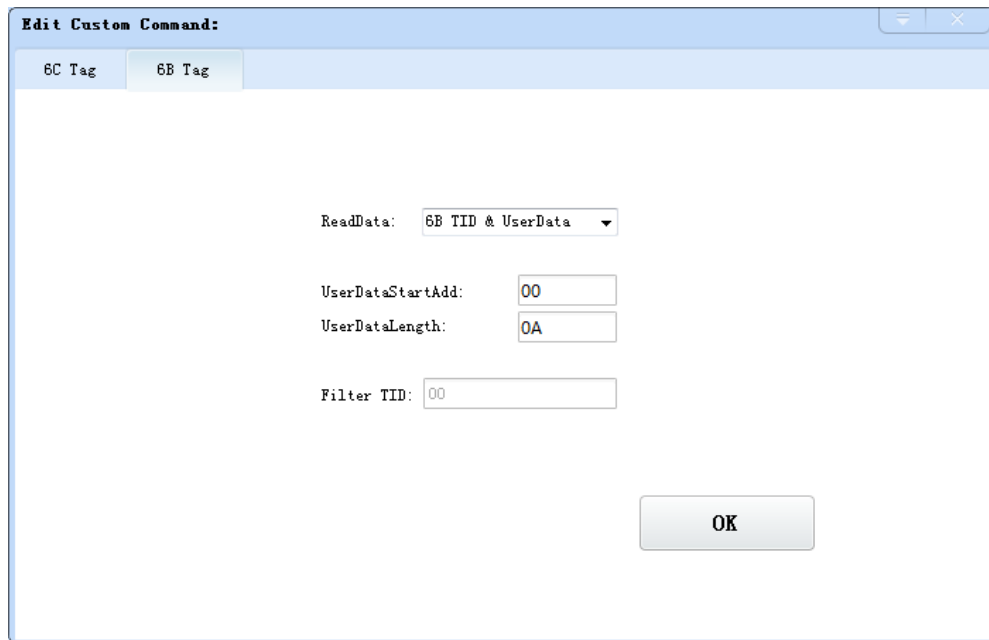 Edit Custom Command:
6C Tag 6B Tag
ReadData: 6B TID & UserData
UserDataStartAdd: 00
UserDataLength: 0A
Filter TID: 00
OK